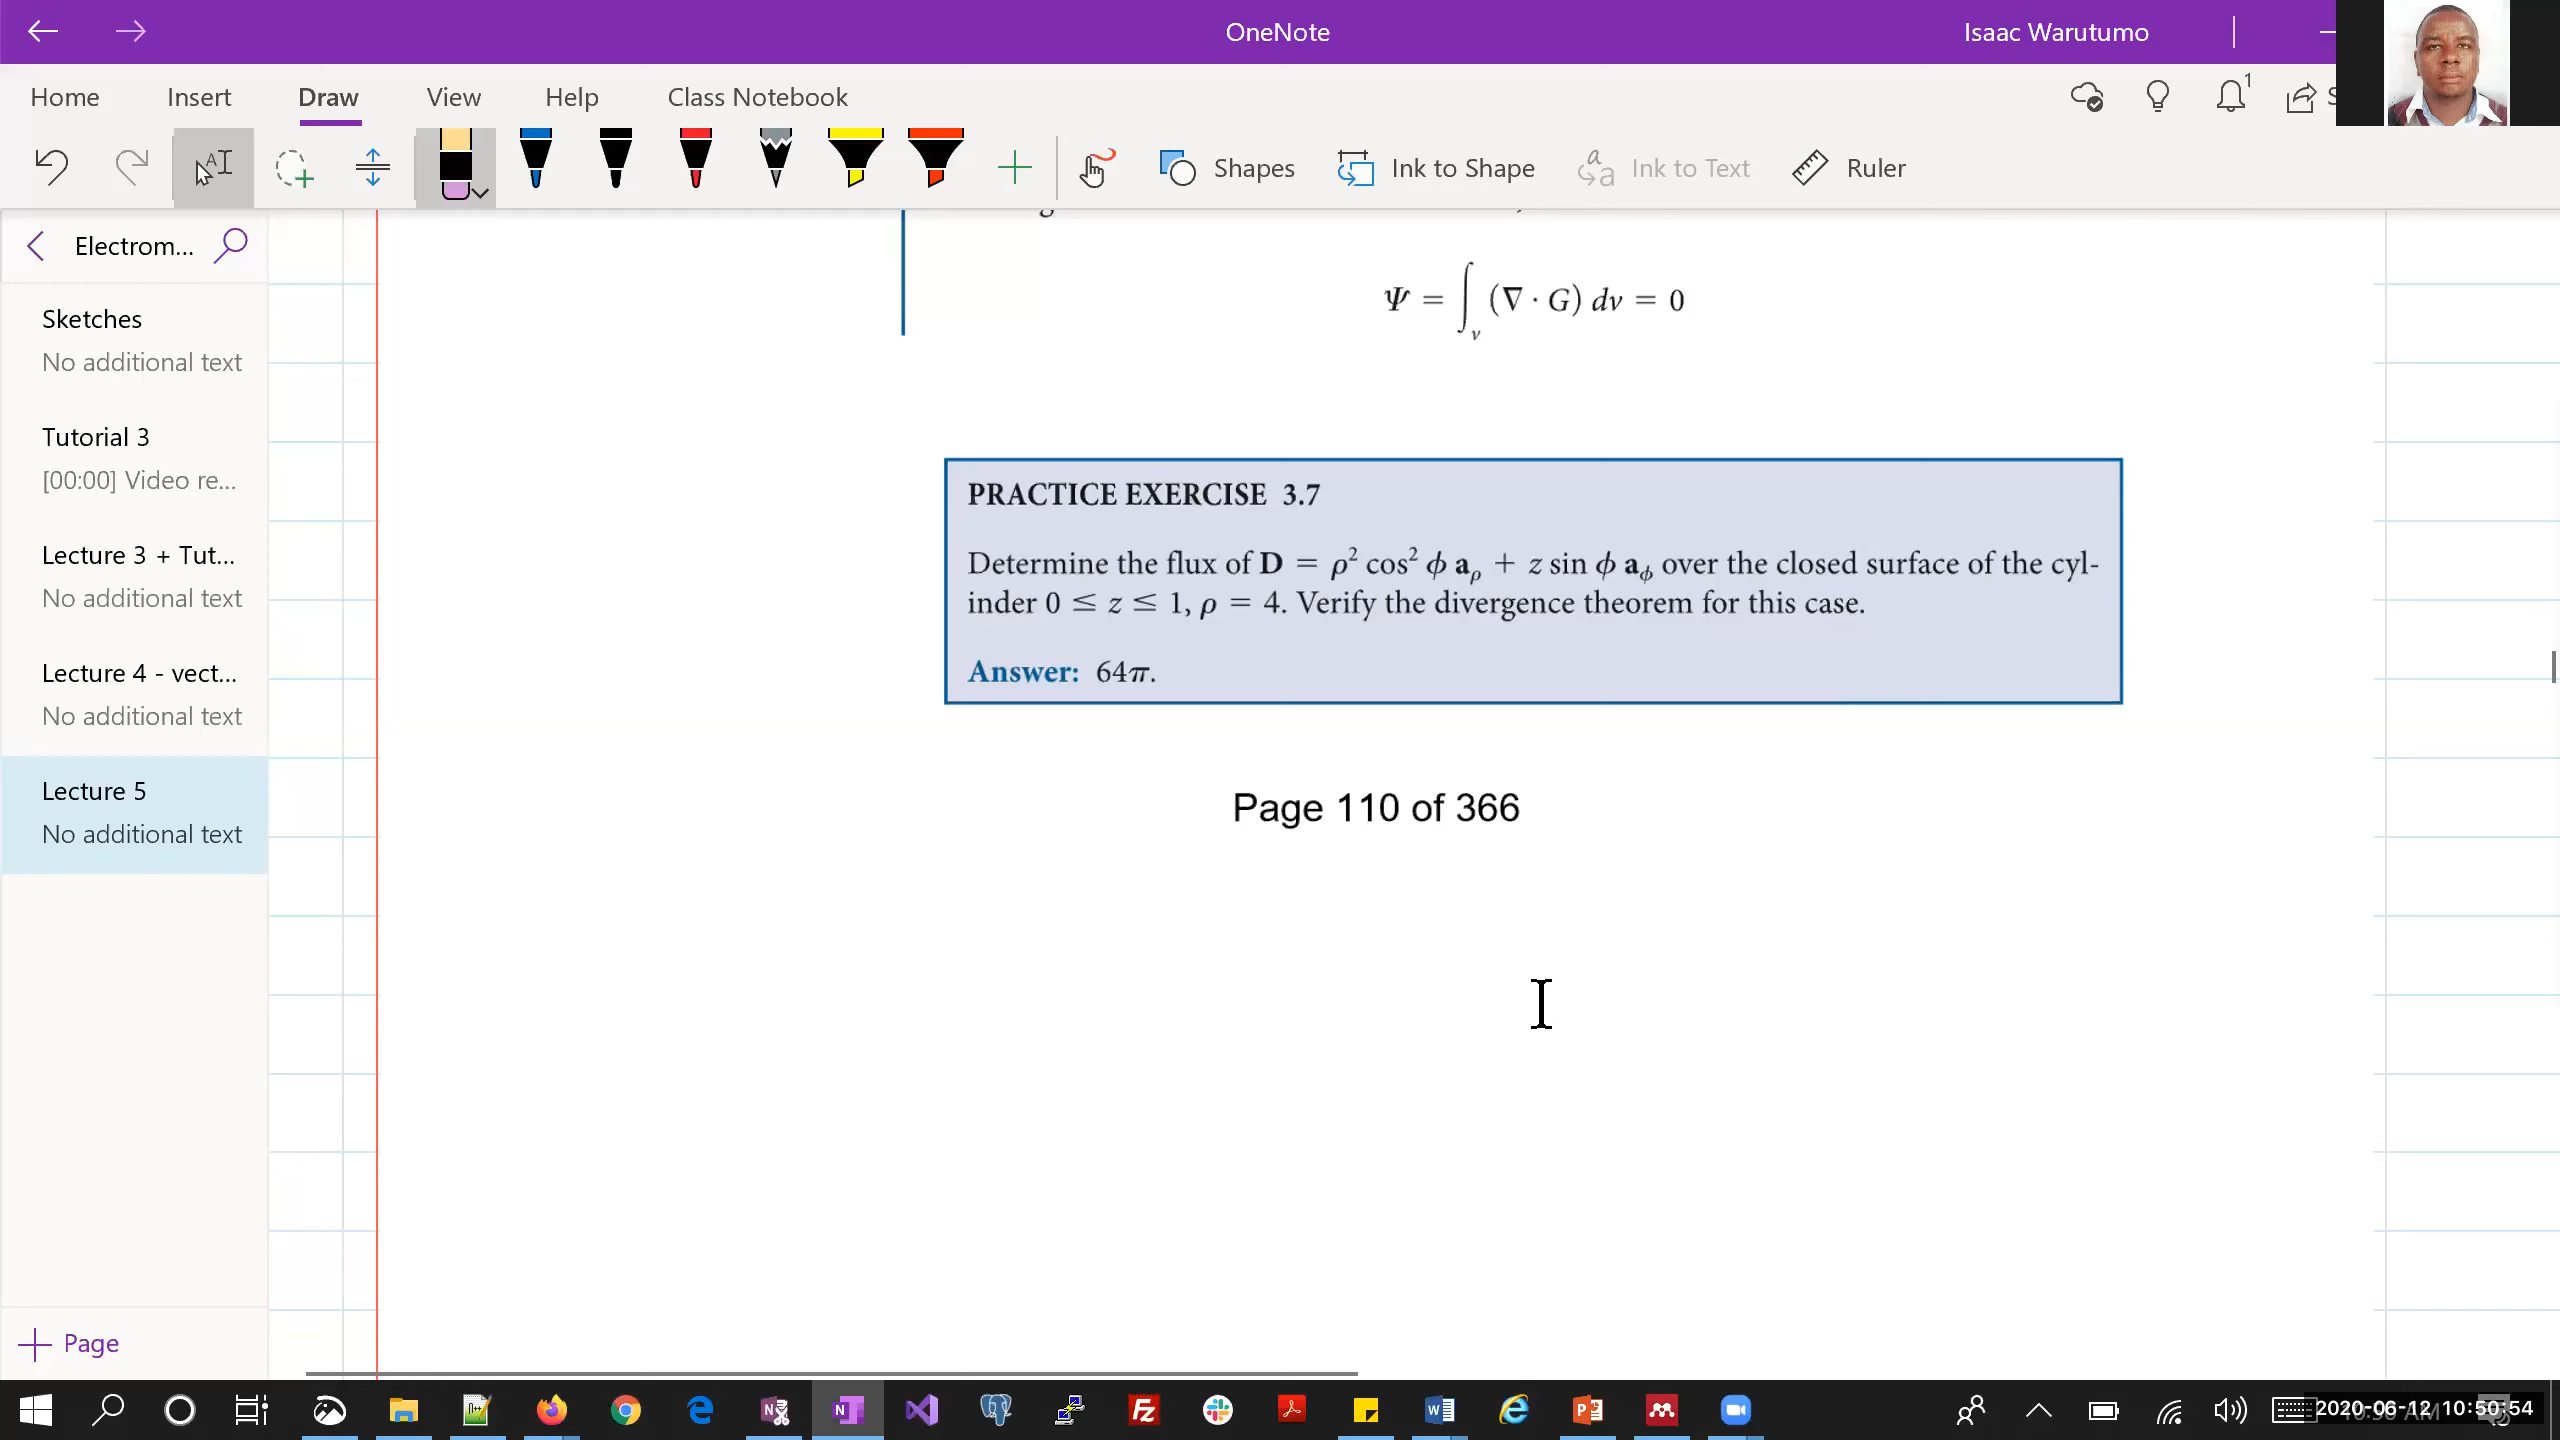 OneNote
Isaac Warutumo
Home Insert Draw View Help Class Notebook
Shapes Ink to Shape Ink to Text Ruler
Electrom...
Sketches
No additional text
Tutorial 3
[00:00] Video re...
Lecture 3 + Tut...
No additional text
Lecture 4 - vect...
No additional text
Lecture 5
No additional text
Page
Ψ = ∫ᵥ (∇ · G) dv = 0
PRACTICE EXERCISE 3.7
Determine the flux of D = ρ² cos² ϕ a_ρ + z sin ϕ a_ϕ over the closed surface of the cyl-
inder 0 ≤ z ≤ 1, ρ = 4. Verify the divergence theorem for this case.
Answer: 64π.
Page 110 of 366
2020-06-12 10:50:54